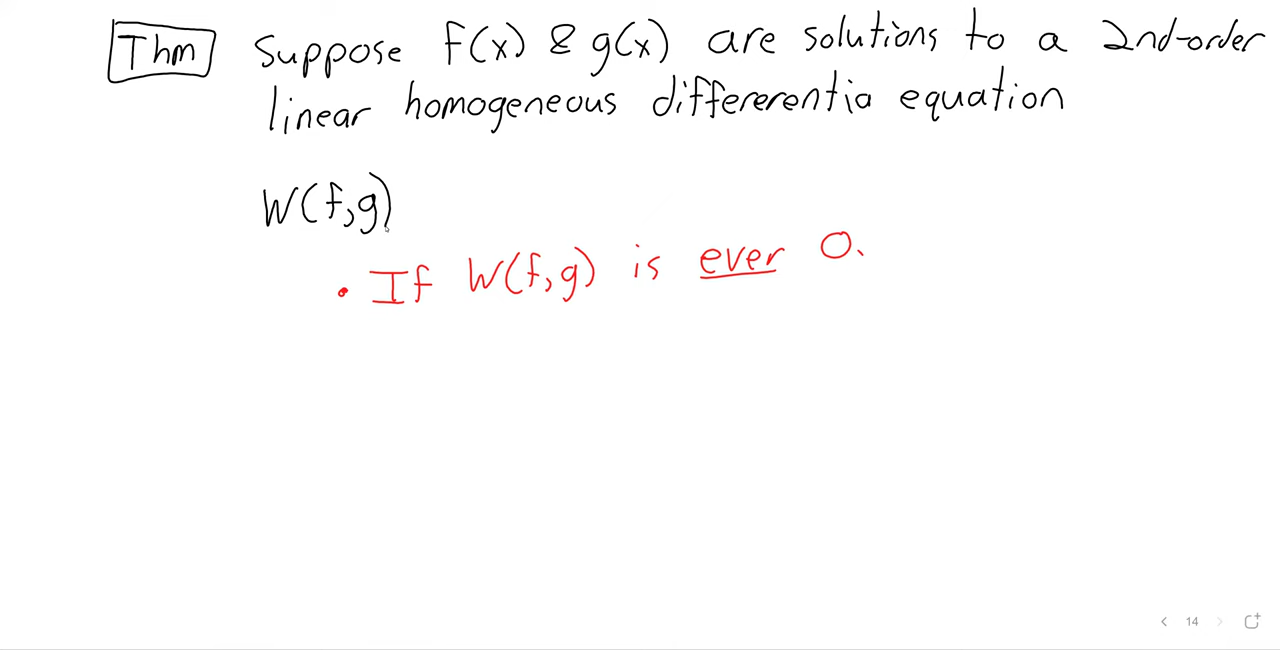 Thm Suppose f(x) & g(x) are solutions to a 2nd-order
linear homogeneous differerentia equation
W(f,g)
• If W(f,g) is ever 0.
14